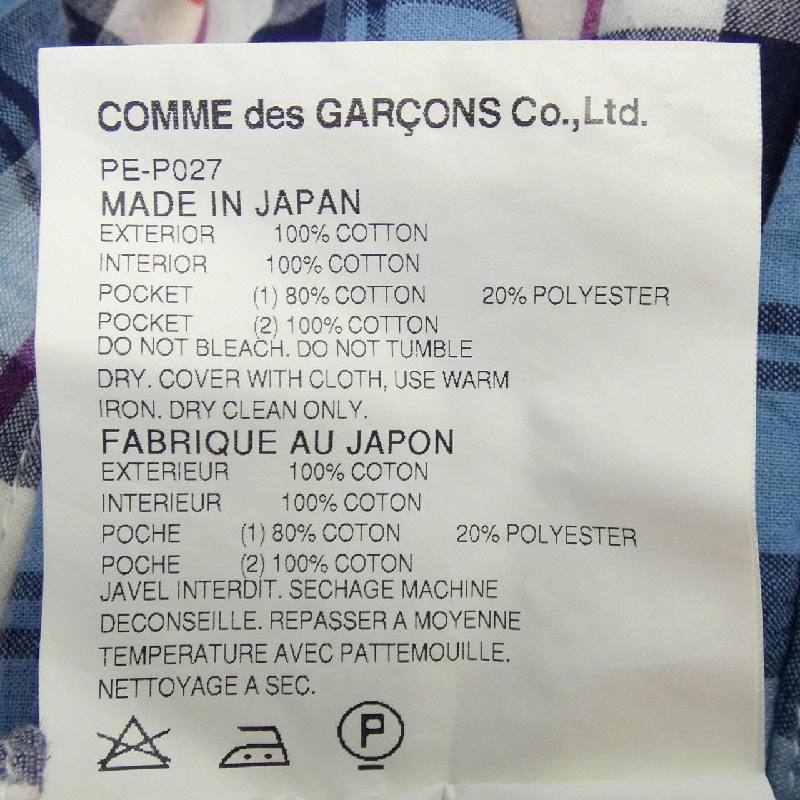 COMME des GARÇONS Co.,Ltd.
PE-P027
MADE IN JAPAN
EXTERIOR 100% COTTON
INTERIOR 100% COTTON
POCKET (1) 80% COTTON 20% POLYESTER
POCKET (2) 100% COTTON
DO NOT BLEACH. DO NOT TUMBLE
DRY. COVER WITH CLOTH, USE WARM
IRON. DRY CLEAN ONLY.
FABRIQUE AU JAPON
EXTERIEUR 100% COTON
INTERIEUR 100% COTON
POCHE (1) 80% COTON 20% POLYESTER
POCHE (2) 100% COTON
JAVEL INTERDIT. SECHAGE MACHINE
DECONSEILLE. REPASSER A MOYENNE
TEMPERATURE AVEC PATTEMOUILLE.
NETTOYAGE A SEC.
P